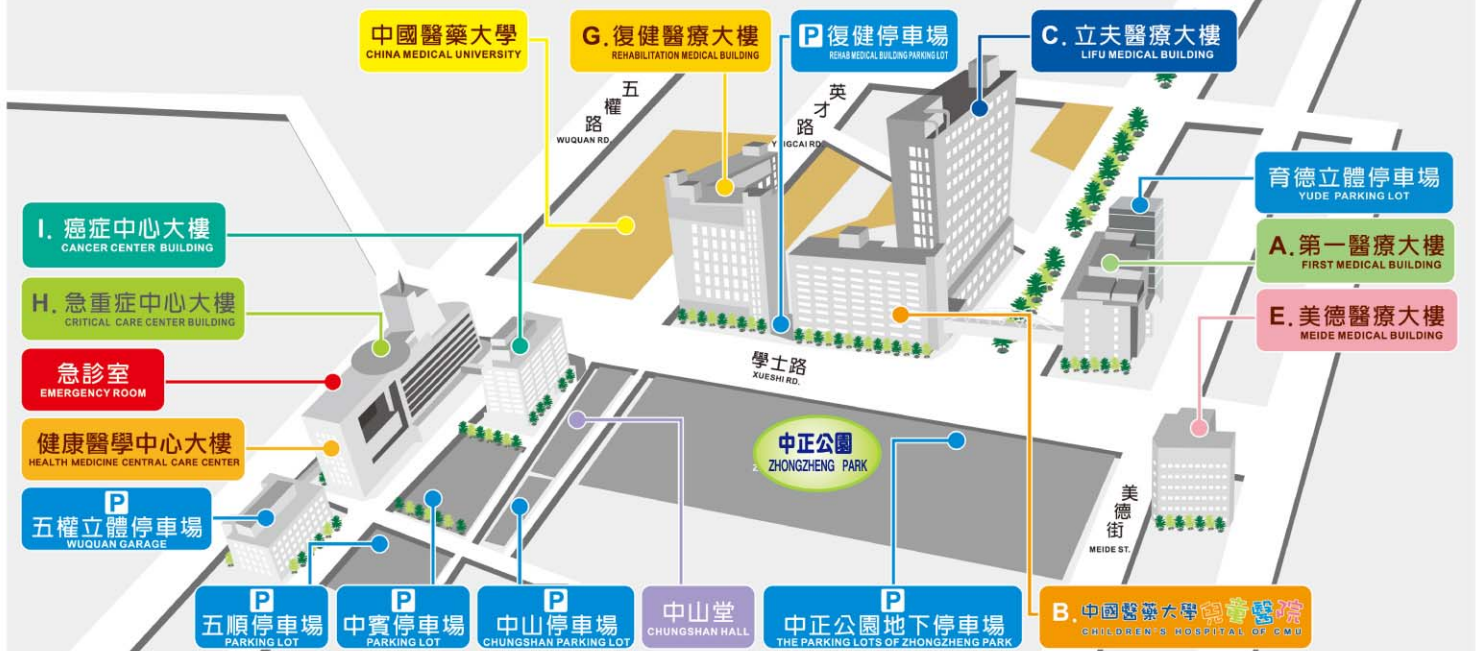 中國醫藥大學
CHINA MEDICAL UNIVERSITY
G.復健醫療大樓
REHABILITATION MEDICAL BUILDING
P 復健停車場
REHAB MEDICAL BUILDING PARKING LOT
C. 立夫醫療大樓
LIFU MEDICAL BUILDING
五權路
WUQUAN RD.
英才路
育德立體停車場
YUDE PARKING LOT
I. 癌症中心大樓
CANCER CENTER BUILDING
A.第一醫療大樓
FIRST MEDICAL BUILDING
H. 急重症中心大樓
CRITICAL CARE CENTER BUILDING
E.美德醫療大樓
MEIDE MEDICAL BUILDING
急診室
EMERGENCY ROOM
學士路
XUESHI RD.
健康醫學中心大樓
HEALTH MEDICINE CENTRAL CARE CENTER
中正公園
ZHONGZHENG PARK
P
五權立體停車場
WUQUAN GARAGE
美德街
MEIDE ST.
P
五順停車場
PARKING LOT
P
中賓停車場
PARKING LOT
P
中山停車場
CHUNGSHAN PARKING LOT
中山堂
CHUNGSHAN HALL
P
中正公園地下停車場
THE PARKING LOTS OF ZHONGZHENG PARK
B.中國醫藥大學兒童醫院
CHILDREN'S HOSPITAL OF CMU